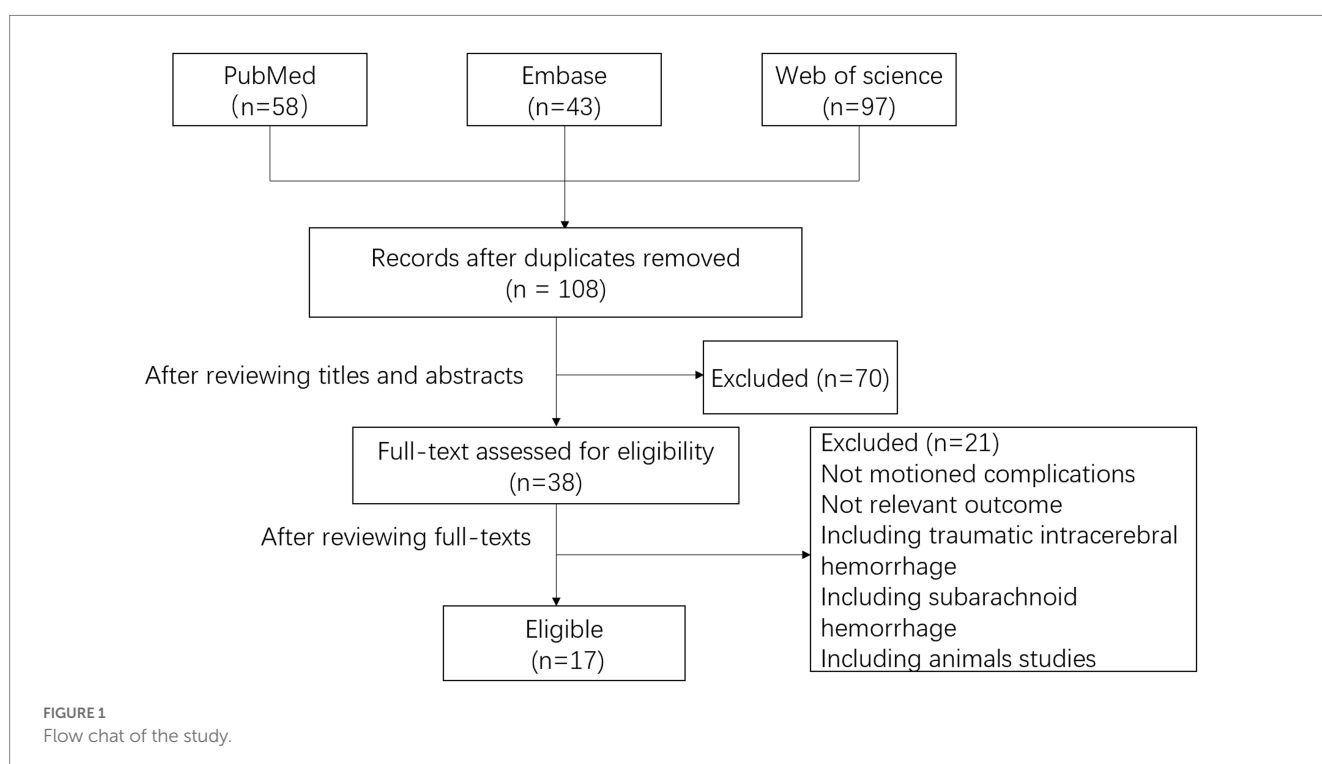 PubMed
(n=58)
Embase
(n=43)
Web of science
(n=97)
Records after duplicates removed
(n = 108)
After reviewing titles and abstracts
Excluded (n=70)
Full-text assessed for eligibility
(n=38)
After reviewing full-texts
Excluded (n=21)
Not motioned complications
Not relevant outcome
Including traumatic intracerebral
hemorrhage
Including subarachnoid
hemorrhage
Including animals studies
Eligible
(n=17)
FIGURE 1
Flow chat of the study.